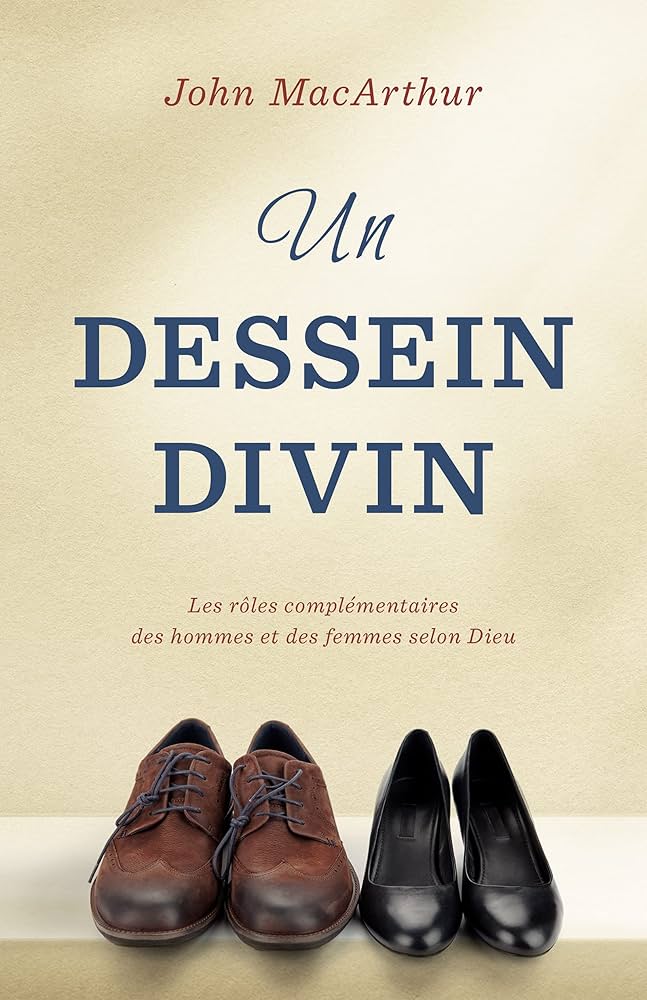 John MacArthur
Un
DESSEIN
DIVIN
Les rôles complémentaires
des hommes et des femmes selon Dieu